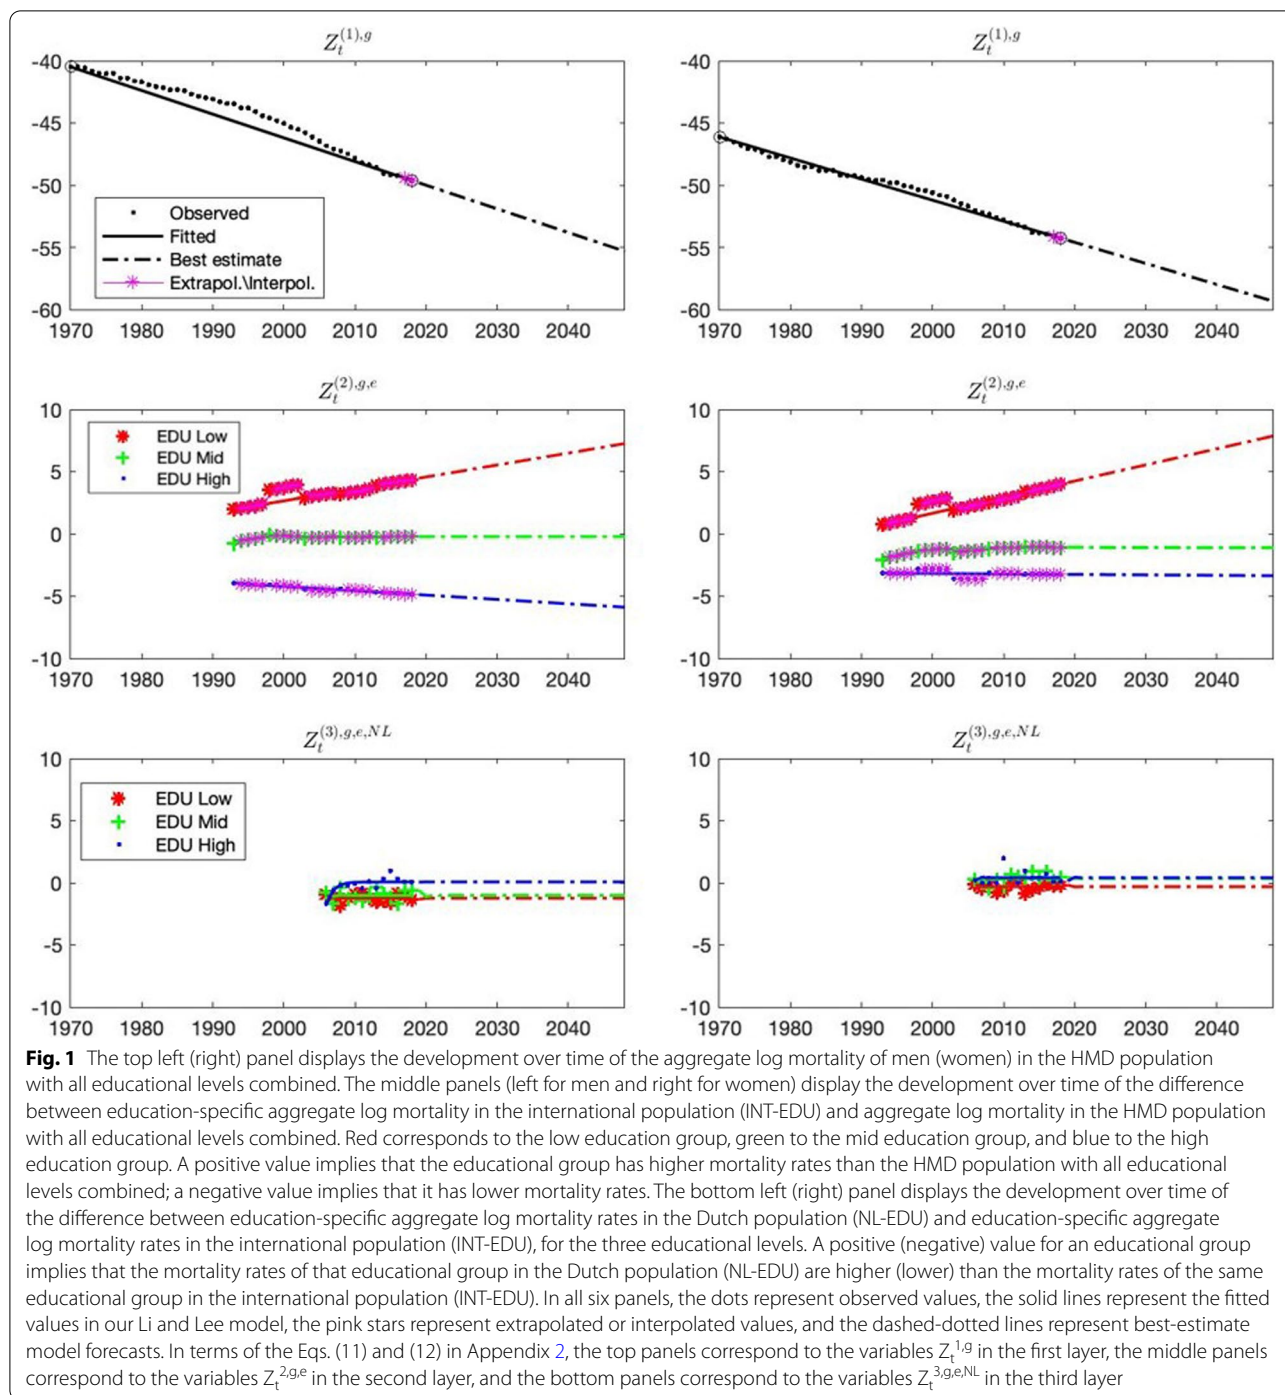 Z_t^{(1),g}
-40
-45
-50
-55
-60
Observed
Fitted
Best estimate
Extrapol.\Interpol.
1970 1980 1990 2000 2010 2020 2030 2040
Z_t^{(1),g}
-40
-45
-50
-55
-60
1970 1980 1990 2000 2010 2020 2030 2040
Z_t^{(2),g,e}
10
5
0
-5
-10
EDU Low
EDU Mid
EDU High
1970 1980 1990 2000 2010 2020 2030 2040
Z_t^{(2),g,e}
10
5
0
-5
-10
1970 1980 1990 2000 2010 2020 2030 2040
Z_t^{(3),g,e,NL}
10
5
0
-5
-10
EDU Low
EDU Mid
EDU High
1970 1980 1990 2000 2010 2020 2030 2040
Z_t^{(3),g,e,NL}
10
5
0
-5
-10
1970 1980 1990 2000 2010 2020 2030 2040
Fig. 1 The top left (right) panel displays the development over time of the aggregate log mortality of men (women) in the HMD population
with all educational levels combined. The middle panels (left for men and right for women) display the development over time of the difference
between education-specific aggregate log mortality in the international population (INT-EDU) and aggregate log mortality in the HMD population
with all educational levels combined. Red corresponds to the low education group, green to the mid education group, and blue to the high
education group. A positive value implies that the educational group has higher mortality rates than the HMD population with all educational
levels combined; a negative value implies that it has lower mortality rates. The bottom left (right) panel displays the development over time of
the difference between education-specific aggregate log mortality rates in the Dutch population (NL-EDU) and education-specific aggregate
log mortality rates in the international population (INT-EDU), for the three educational levels. A positive (negative) value for an educational group
implies that the mortality rates of that educational group in the Dutch population (NL-EDU) are higher (lower) than the mortality rates of the same
educational group in the international population (INT-EDU). In all six panels, the dots represent observed values, the solid lines represent the fitted
values in our Li and Lee model, the pink stars represent extrapolated or interpolated values, and the dashed-dotted lines represent best-estimate
model forecasts. In terms of the Eqs. (11) and (12) in Appendix 2, the top panels correspond to the variables Z_t^{1,g} in the first layer, the middle panels
correspond to the variables Z_t^{2,g,e} in the second layer, and the bottom panels correspond to the variables Z_t^{3,g,e,NL} in the third layer